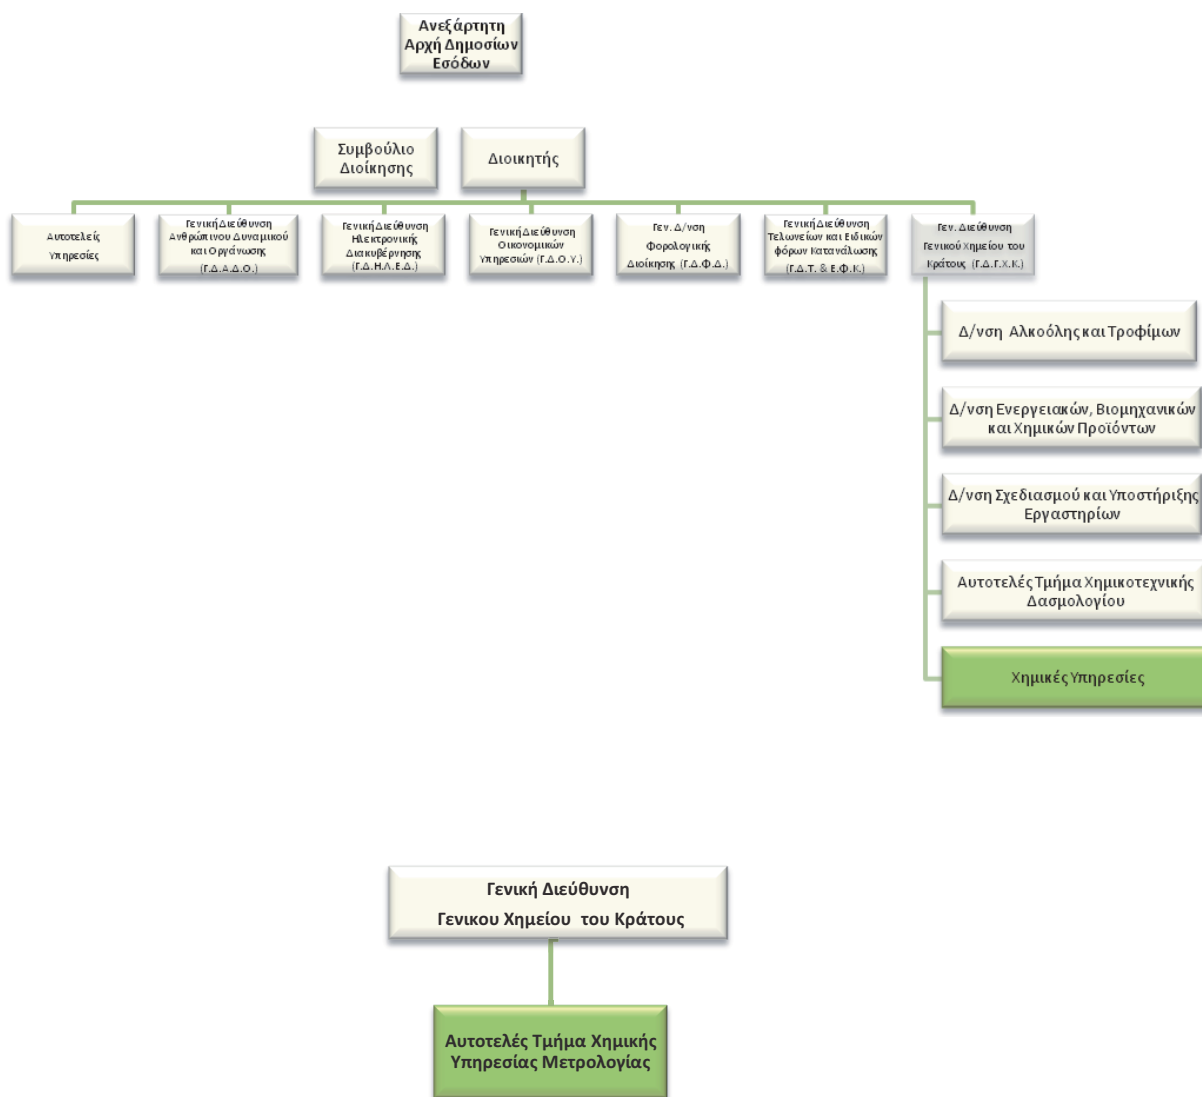 Ανεξάρτητη
Αρχή Δημοσίων
Εσόδων
Συμβούλιο
Διοίκησης
Διοικητής
Αυτοτελείς
Υπηρεσίες
Γενική Διεύθυνση
Ανθρώπινου Δυναμικού
και Οργάνωσης
(Γ.Δ.Α.Δ.Ο.)
Γενική Διεύθυνση
Ηλεκτρονικής
Διακυβέρνησης
(Γ.Δ.Η.ΛΕ.Δ.)
Γενική Διεύθυνση
Οικονομικών
Υπηρεσιών (Γ.Δ.Ο.Υ.)
Γεν. Δ/νση
Φορολογικής
Διοίκησης (Γ.Δ.Φ.Δ.)
Γενική Διεύθυνση
Τελωνείων και Ειδικών
φόρων Κατανάλωσης
(Γ.Δ.Τ. & Ε.Φ.Κ.)
Γεν. Διεύθυνση
Γενικού Χημείου του
Κράτους (Γ.Δ.Γ.Χ.Κ.)
Δ/νση Αλκοόλης και Τροφίμων
Δ/νση Ενεργειακών, Βιομηχανικών
και Χημικών Προϊόντων
Δ/νση Σχεδιασμού και Υποστήριξης
Εργαστηρίων
Αυτοτελές Τμήμα Χημικοτεχνικής
Δασμολογίου
Χημικές Υπηρεσίες
Γενική Διεύθυνση
Γενικου Χημείου του Κράτους
Αυτοτελές Τμήμα Χημικής
Υπηρεσίας Μετρολογίας